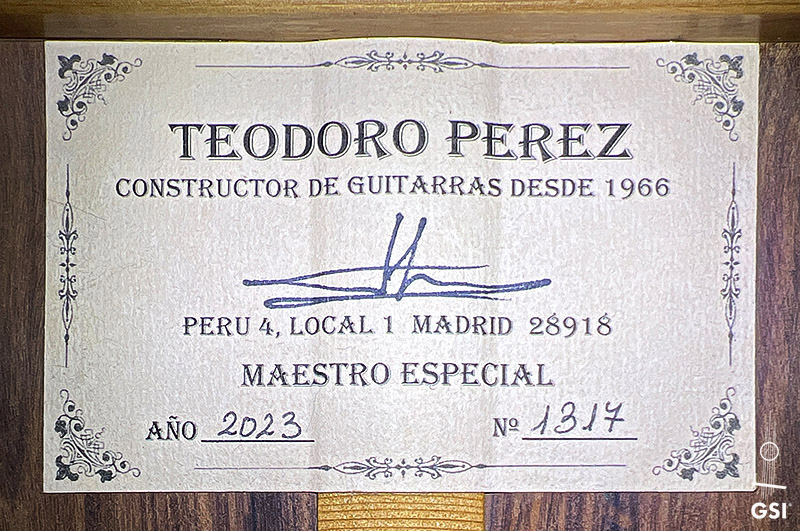 TEODORO PEREZ
CONSTRUCTOR DE GUITARRAS DESDE 1966
PERU 4, LOCAL 1 MADRID 28918
MAESTRO ESPECIAL
AÑO 2023 Nº 1317
GSI